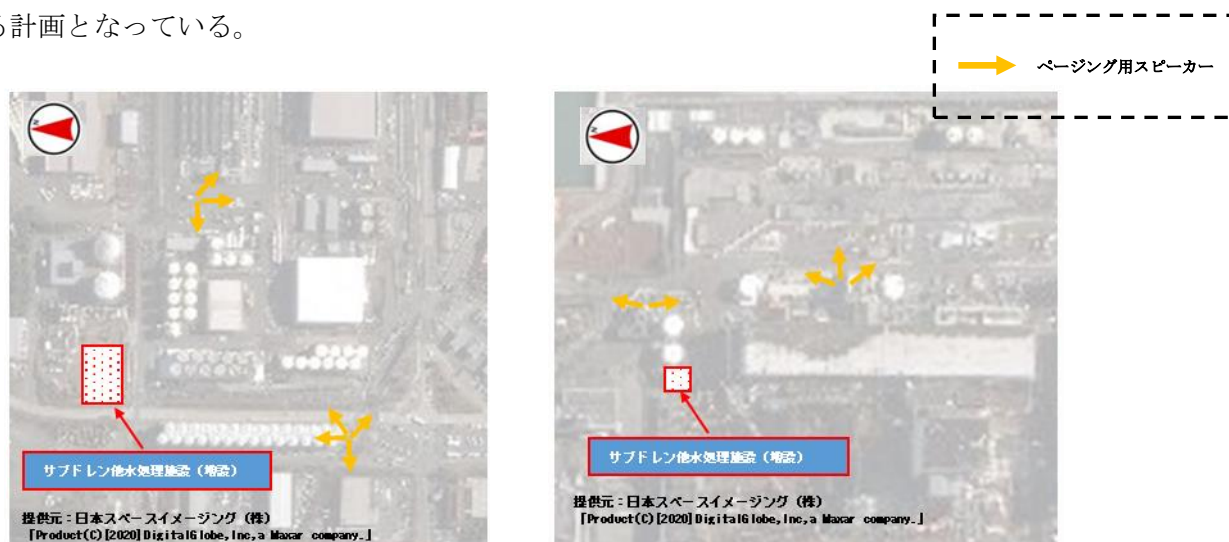 る計画となっている。
ページング用スピーカー
N
サブドレン他水処理施設（増設）
提供元：日本スペースイメージング（株）
｢Product(C)[2020]DigitalGlobe,Inc,a Maxar company.｣
N
サブドレン他水処理施設（増設）
提供元：日本スペースイメージング（株）
｢Product(C)[2020]DigitalGlobe,Inc,a Maxar company.｣